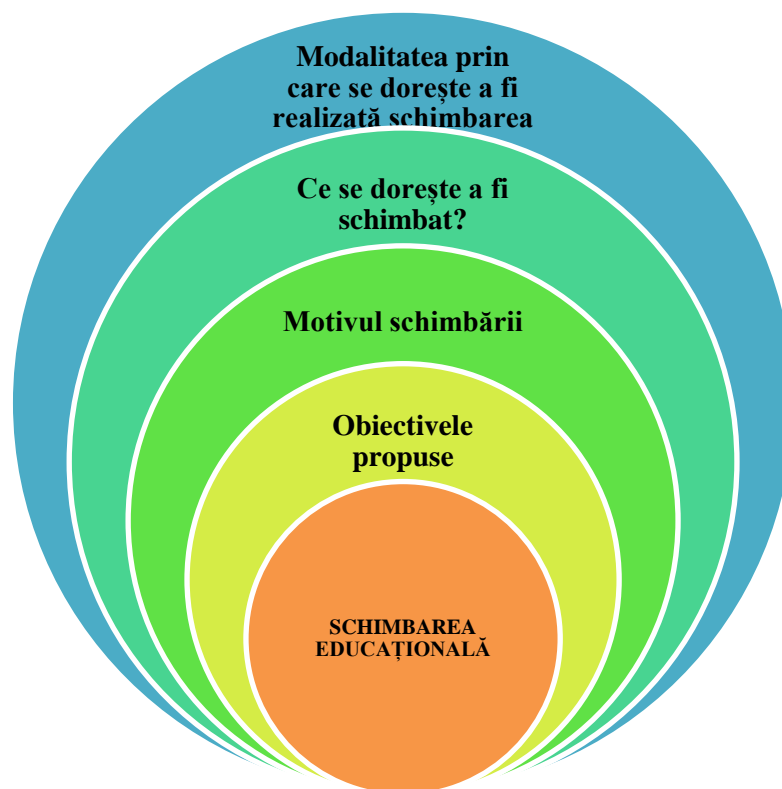 Modalitatea prin
care se dorește a fi
realizată schimbarea
Ce se dorește a fi
schimbat?
Motivul schimbării
Obiectivele
propuse
SCHIMBAREA
EDUCAȚIONALĂ